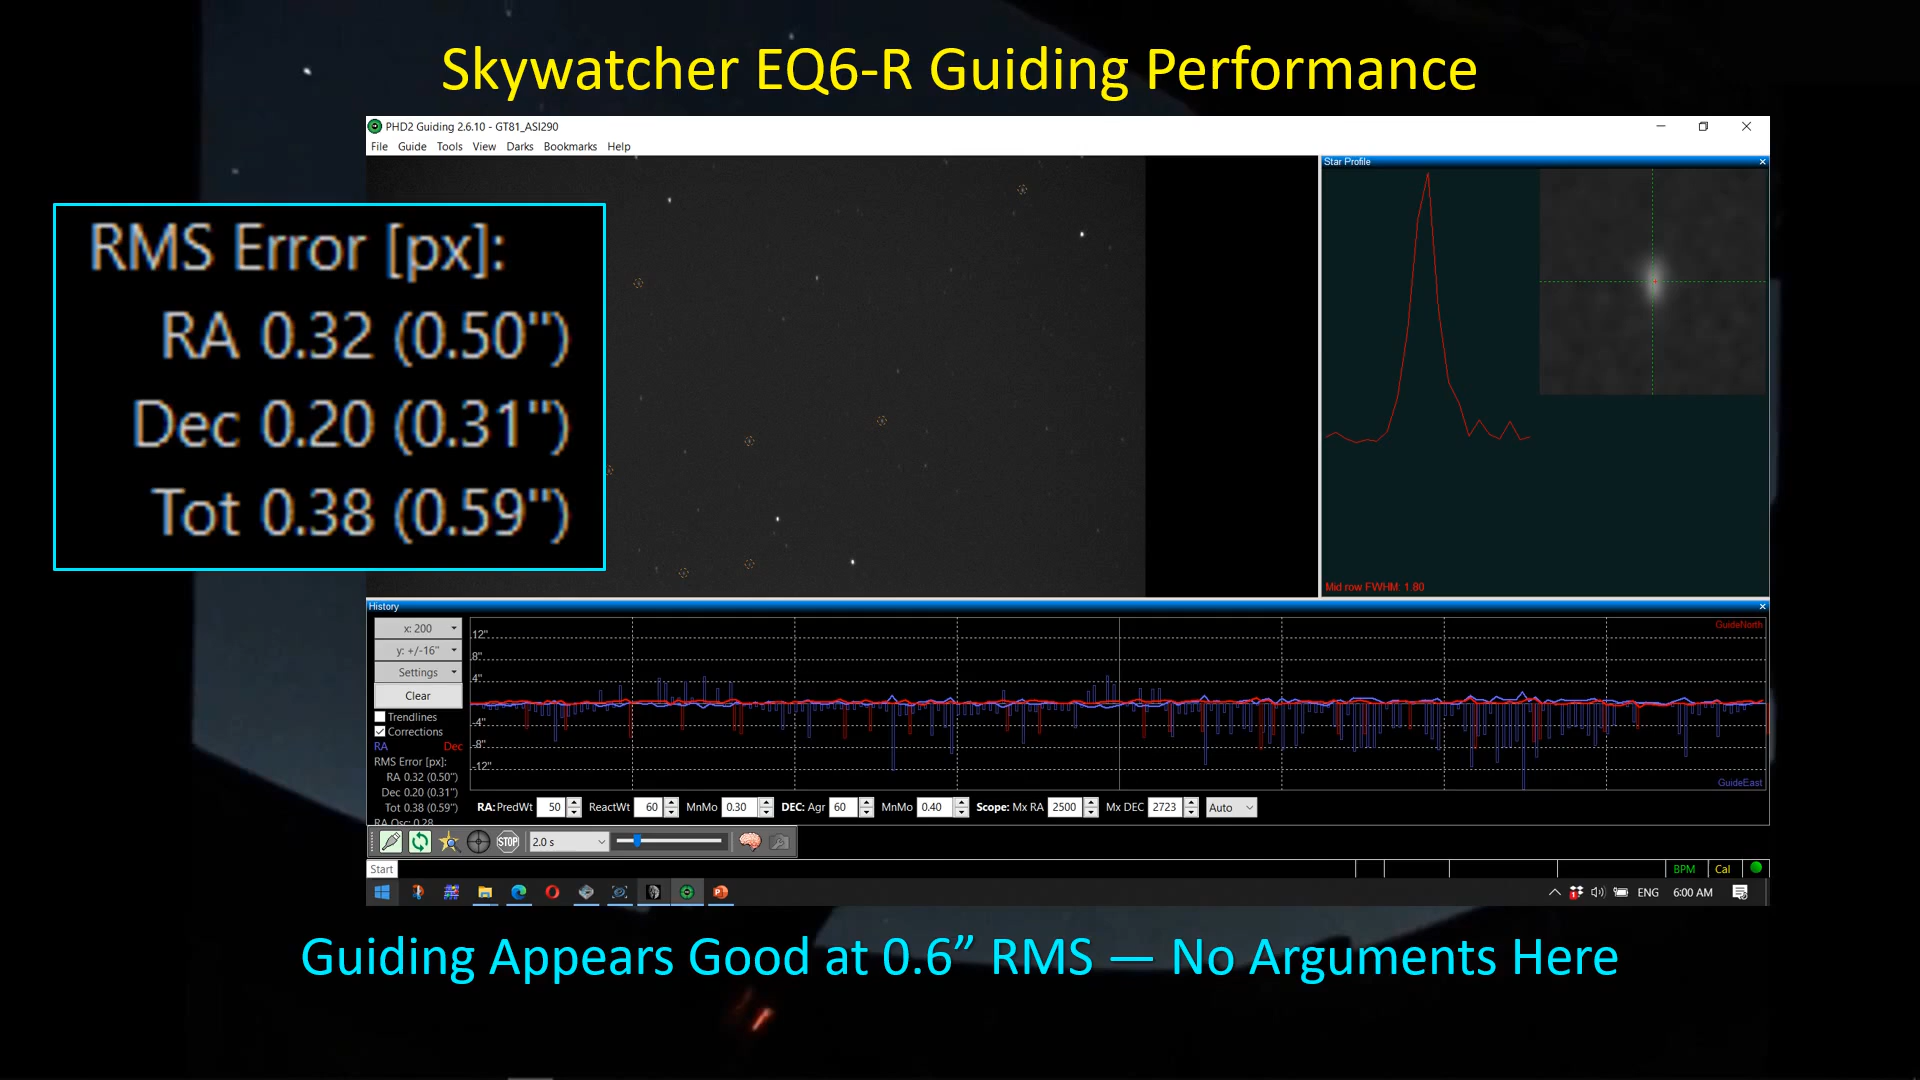 Skywatcher EQ6-R Guiding Performance
PHD2 Guiding 2.6.10 - GT81_ASI290
File Guide Tools View Darks Bookmarks Help
Star Profile
RMS Error [px]:
RA 0.32 (0.50")
Dec 0.20 (0.31")
Tot 0.38 (0.59")
Mid row FWHM: 1.80
History
x: 200
y: +/-16"
Settings
Clear
Trendlines
Corrections
RA Dec
RMS Error [px]:
RA 0.32 (0.50")
Dec 0.20 (0.31")
Tot 0.38 (0.59")
RA Osc: 0.28
12"
8"
4"
-4"
-8"
-12"
GuideNorth
GuideEast
RA: PredWt 50 ReactWt 60 MnMo 0.30 DEC: Agr 60 MnMo 0.40 Scope: Mx RA 2500 Mx DEC 2723 Auto
STOP 2.0 s
Start BPM Cal
ENG 6:00 AM
Guiding Appears Good at 0.6” RMS — No Arguments Here